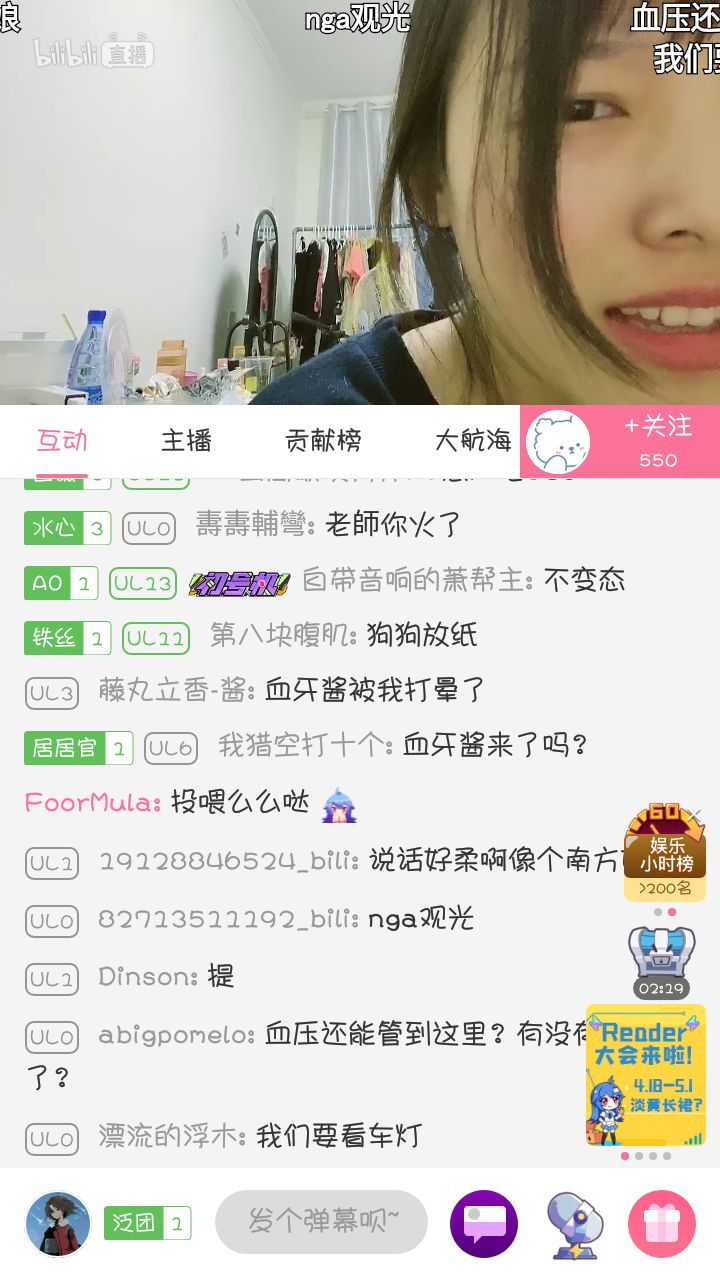 娘
nga观光
血压还
我们要
bilibili 直播
互动
主播
贡献榜
大航海
+关注
550
水心 3 UL0 壽壽輔彎: 老師你火了
AO 1 UL13 初号机 自带音响的萧帮主: 不变态
铁丝 1 UL11 第八块腹肌: 狗狗放纸
UL3 藤丸立香-酱: 血牙酱被我打晕了
居居官 1 UL6 我猎空打十个: 血牙酱来了吗?
FoorMula: 投喂么么哒
UL1 19128846524_bili: 说话好柔啊像个南方
UL0 82713511192_bili: nga观光
UL1 Dinson: 提
UL0 abigpomelo: 血压还能管到这里? 有没有
了?
UL0 漂流的浮木: 我们要看车灯
60
娱乐
小时榜
>200名
02:19
Reader
大会来啦!
4.18-5.1
淡黄长裙?
泛团 1
发个弹幕呗~